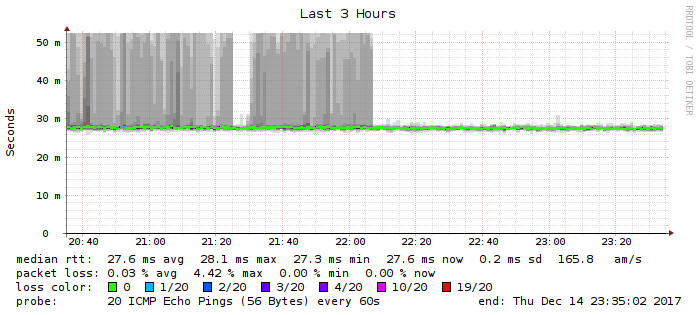 Last 3 Hours
RRDTOOL / TOBI OETIKER
Seconds
50 m
40 m
30 m
20 m
10 m
0
20:40 21:00 21:20 21:40 22:00 22:20 22:40 23:00 23:20
median rtt: 27.6 ms avg 28.1 ms max 27.3 ms min 27.6 ms now 0.2 ms sd 165.8 am/s
packet loss: 0.03 % avg 4.42 % max 0.00 % min 0.00 % now
loss color: 0 1/20 2/20 3/20 4/20 10/20 19/20
probe: 20 ICMP Echo Pings (56 Bytes) every 60s end: Thu Dec 14 23:35:02 2017